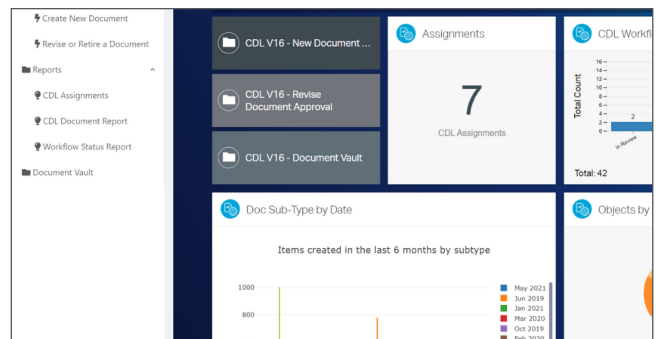 Create New Document
Revise or Retire a Document
Reports
CDL Assignments
CDL Document Report
Workflow Status Report
Document Vault
CDL V16 - New Document ...
CDL V16 - Revise
Document Approval
CDL V16 - Document Vault
Assignments
7
CDL Assignments
CDL Workfl
Total Count
16
14
12
10
8
6
4
2
0
2
In Review
Total: 42
Doc Sub-Type by Date
Items created in the last 6 months by subtype
1000
800
May 2021
Jun 2019
Jan 2021
Mar 2020
Oct 2019
Feb 2020
Objects by